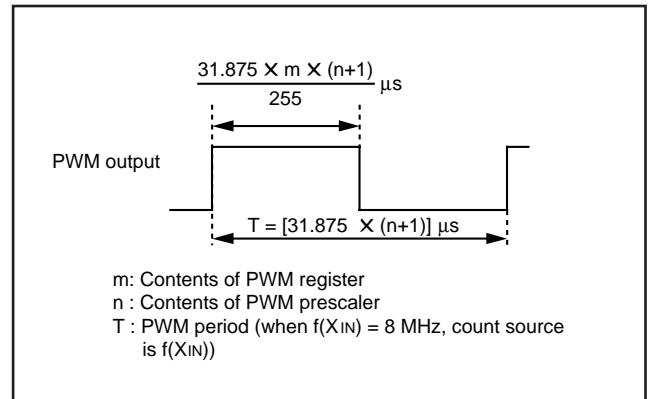 31.875 X m X (n+1)
255
μs
PWM output
T = [31.875 X (n+1)] μs
m: Contents of PWM register
n : Contents of PWM prescaler
T : PWM period (when f(XIN) = 8 MHz, count source
is f(XIN))